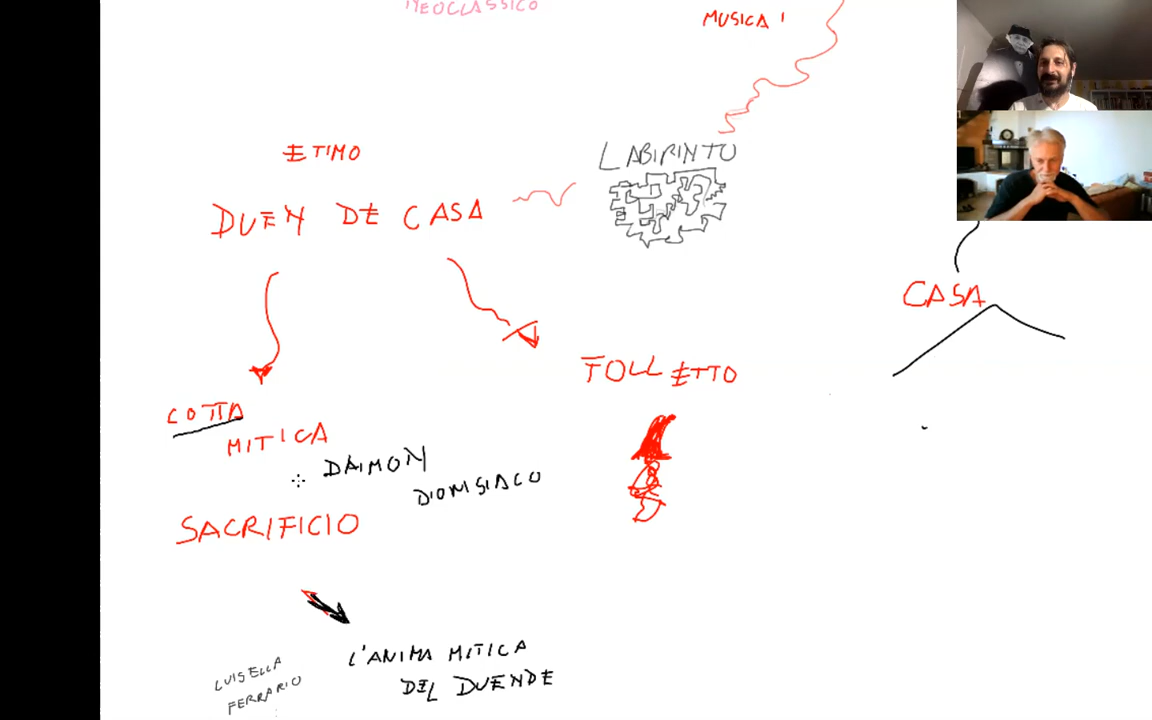 NEOCLASSICO
MUSICA
ETIMO
LABIRINTO
DUEN DE CASA
CASA
FOLLETTO
LOTTA
MITICA
DAIMON
DIONISIACO
SACRIFICIO
L'ANIMA MITICA
DEL DUENDE
LUISELLA
FERRARIO